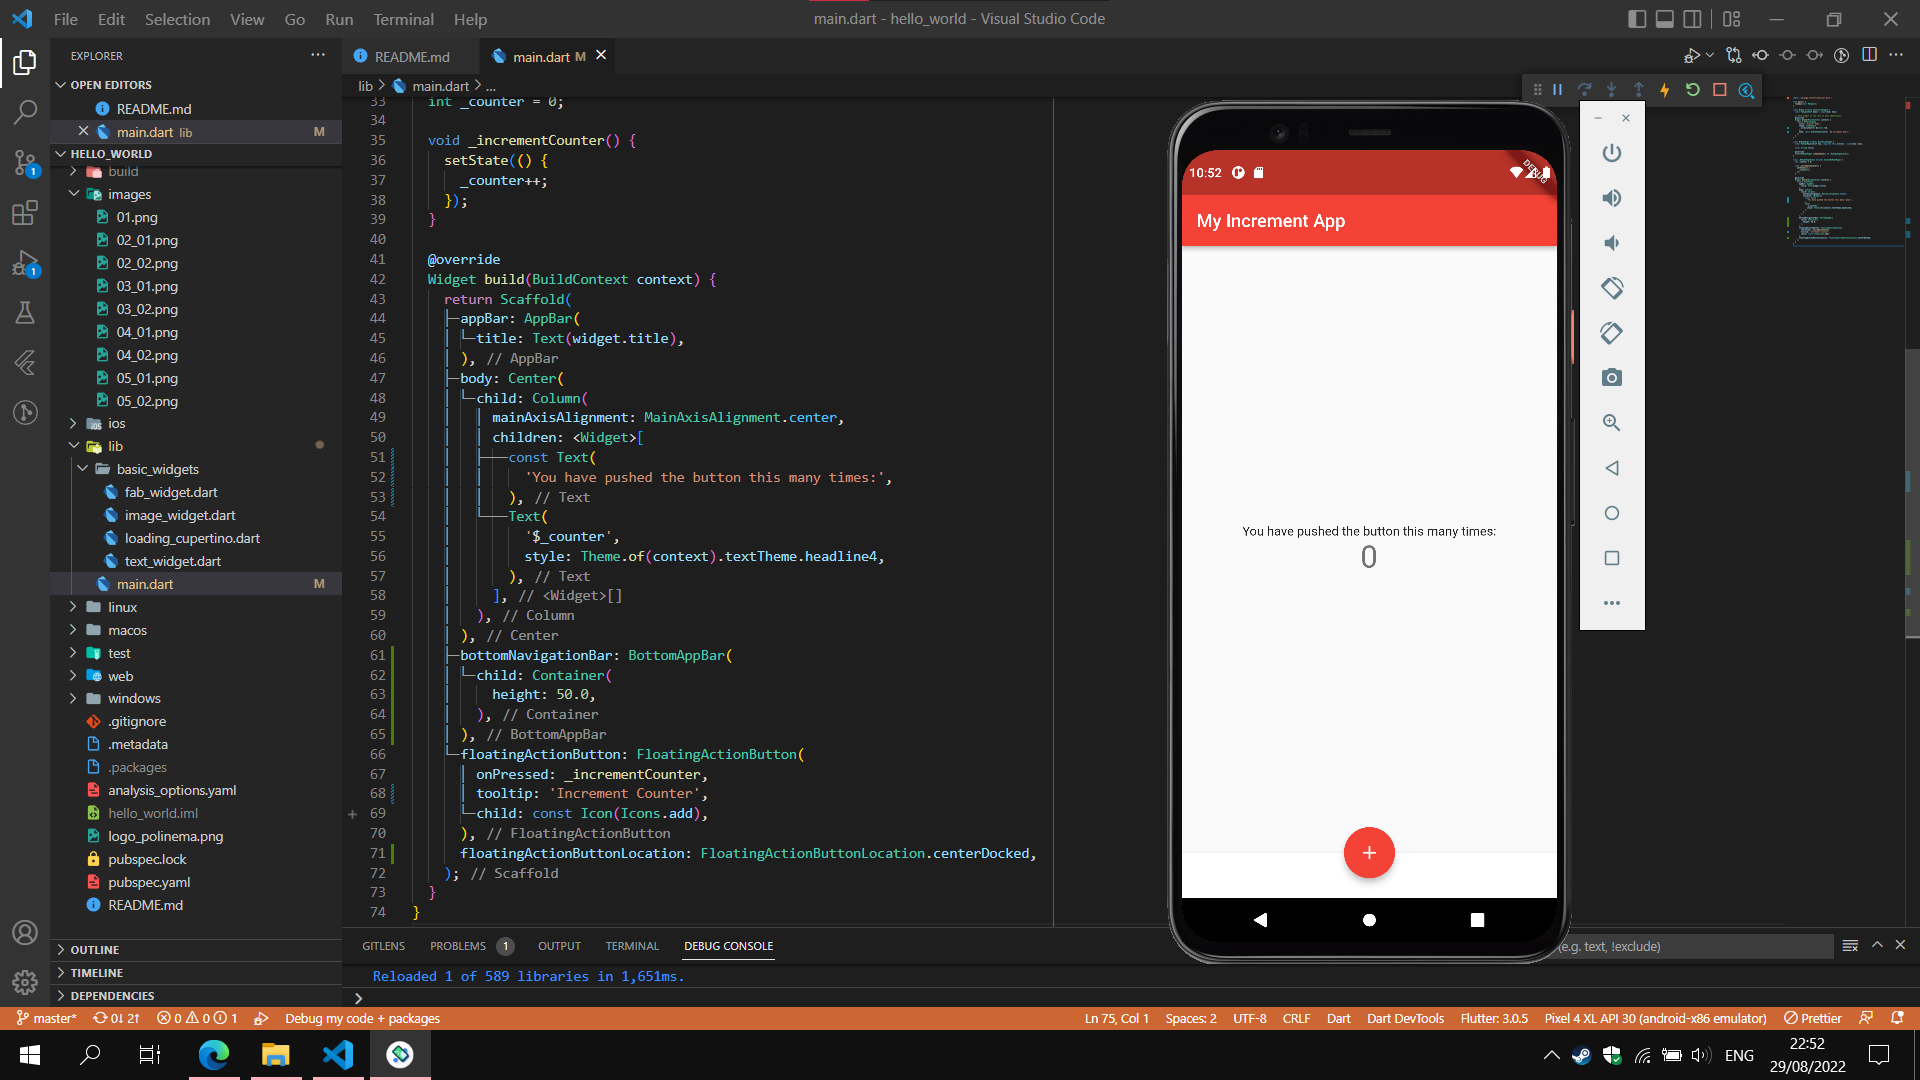 File Edit Selection View Go Run Terminal Help
main.dart - hello_world - Visual Studio Code
EXPLORER
OPEN EDITORS
README.md
main.dart lib M
HELLO_WORLD
build
images
01.png
02_01.png
02_02.png
03_01.png
03_02.png
04_01.png
04_02.png
05_01.png
05_02.png
ios
lib
basic_widgets
fab_widget.dart
image_widget.dart
loading_cupertino.dart
text_widget.dart
main.dart M
linux
macos
test
web
windows
.gitignore
.metadata
.packages
analysis_options.yaml
hello_world.iml
logo_polinema.png
pubspec.lock
pubspec.yaml
README.md
OUTLINE
TIMELINE
DEPENDENCIES
1
1
README.md
main.dart M
lib > main.dart > ...
33 int _counter = 0;
34
35 void _incrementCounter() {
36 setState(() {
37 _counter++;
38 });
39 }
40
41 @override
42 Widget build(BuildContext context) {
43 return Scaffold(
44 appBar: AppBar(
45 title: Text(widget.title),
46 ), // AppBar
47 body: Center(
48 child: Column(
49 mainAxisAlignment: MainAxisAlignment.center,
50 children: <Widget>[
51 const Text(
52 'You have pushed the button this many times:',
53 ), // Text
54 Text(
55 '$_counter',
56 style: Theme.of(context).textTheme.headline4,
57 ), // Text
58 ], // <Widget>[]
59 ), // Column
60 ), // Center
61 bottomNavigationBar: BottomAppBar(
62 child: Container(
63 height: 50.0,
64 ), // Container
65 ), // BottomAppBar
66 floatingActionButton: FloatingActionButton(
67 onPressed: _incrementCounter,
68 tooltip: 'Increment Counter',
69 child: const Icon(Icons.add),
70 ), // FloatingActionButton
71 floatingActionButtonLocation: FloatingActionButtonLocation.centerDocked,
72 ); // Scaffold
73 }
74 }
10:52
DEBUG
My Increment App
You have pushed the button this many times:
0
GITLENS PROBLEMS 1 OUTPUT TERMINAL DEBUG CONSOLE
(e.g. text, !exclude)
Reloaded 1 of 589 libraries in 1,651ms.
master* 0↓ 2↑ 0 0 1 Debug my code + packages
Ln 75, Col 1 Spaces: 2 UTF-8 CRLF Dart Dart DevTools Flutter: 3.0.5 Pixel 4 XL API 30 (android-x86 emulator) Prettier
ENG
22:52
29/08/2022